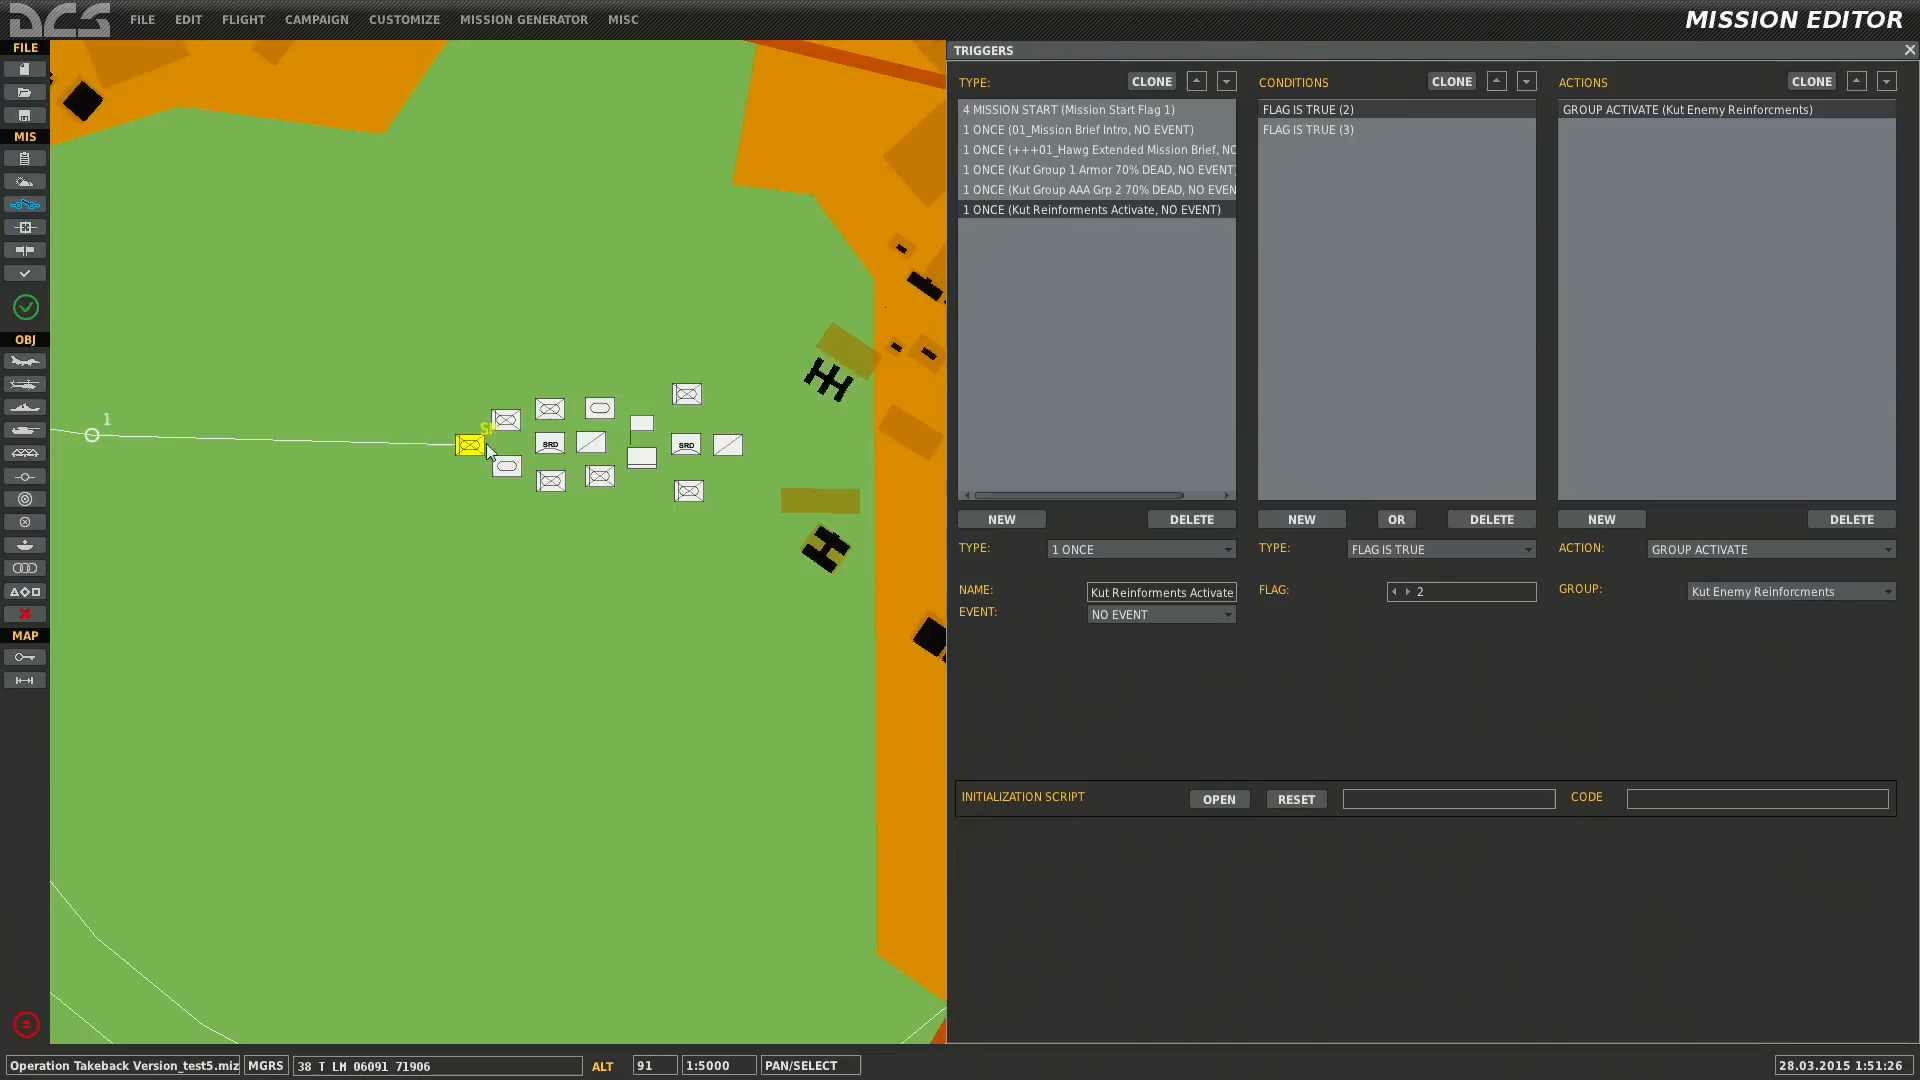 DCS
FILE EDIT FLIGHT CAMPAIGN CUSTOMIZE MISSION GENERATOR MISC
MISSION EDITOR
FILE
MIS
OBJ
MAP
1
SP
SRD
SRD
TRIGGERS
TYPE: CLONE
4 MISSION START (Mission Start Flag 1)
1 ONCE (01_Mission Brief Intro, NO EVENT)
1 ONCE (+++01_Hawg Extended Mission Brief, NO
1 ONCE (Kut Group 1 Armor 70% DEAD, NO EVENT
1 ONCE (Kut Group AAA Grp 2 70% DEAD, NO EVEN
1 ONCE (Kut Reinforments Activate, NO EVENT)
NEW DELETE
TYPE: 1 ONCE
NAME: Kut Reinforments Activate
EVENT: NO EVENT
CONDITIONS CLONE
FLAG IS TRUE (2)
FLAG IS TRUE (3)
NEW OR DELETE
TYPE: FLAG IS TRUE
FLAG: 2
ACTIONS CLONE
GROUP ACTIVATE (Kut Enemy Reinforcments)
NEW DELETE
ACTION: GROUP ACTIVATE
GROUP: Kut Enemy Reinforcments
INITIALIZATION SCRIPT OPEN RESET CODE
Operation Takeback Version_test5.miz MGRS 38 T LM 06091 71906 ALT 91 1:5000 PAN/SELECT 28.03.2015 1:51:26